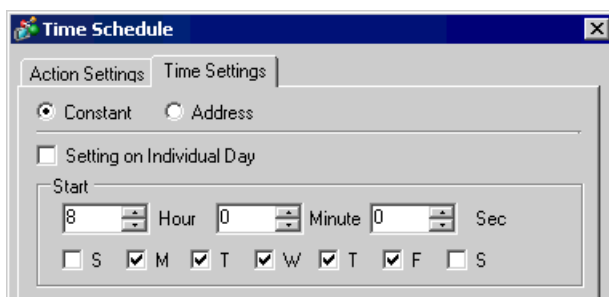 Time Schedule
Action Settings Time Settings
Constant Address
Setting on Individual Day
Start
8 Hour 0 Minute 0 Sec
S M T W T F S